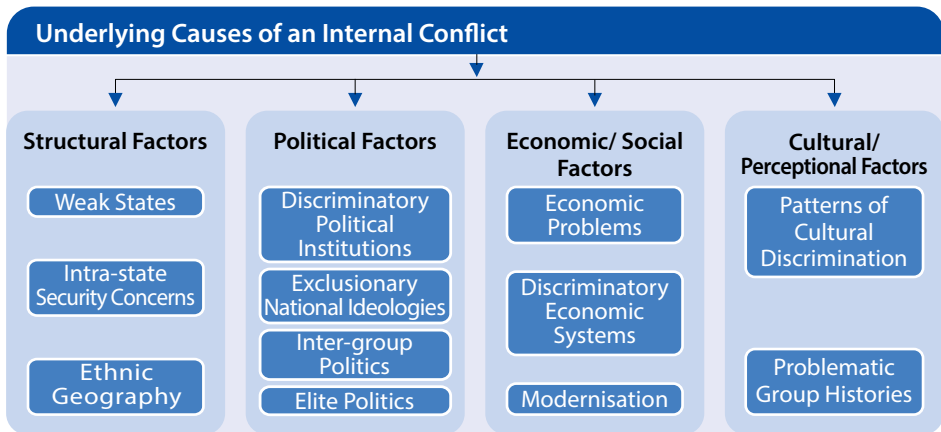 Underlying Causes of an Internal Conflict
Structural Factors
Weak States
Intra-state
Security Concerns
Ethnic
Geography
Political Factors
Discriminatory
Political
Institutions
Exclusionary
National Ideologies
Inter-group
Politics
Elite Politics
Economic/ Social
Factors
Economic
Problems
Discriminatory
Economic
Systems
Modernisation
Cultural/
Perceptional Factors
Patterns of
Cultural
Discrimination
Problematic
Group Histories